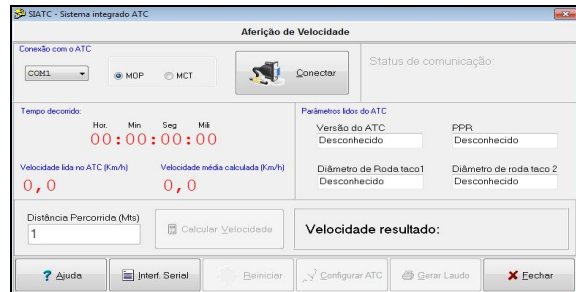 SIATC - Sistema integrado ATC
Aferição de Velocidade
Conexão com o ATC
COM1 MOP MCT Conectar
Status de comunicação:
Tempo decorrido:
Hor. Min Seg Mili
00:00:00:00
Velocidade lida no ATC (Km/h) Velocidade média calculada (Km/h)
0,0 0,0
Parâmetros lidos do ATC
Versão do ATC PPR
Desconhecido Desconhecido
Diâmetro de Roda taco1 Diâmetro de roda taco 2
Desconhecido Desconhecido
Distância Percorrida (Mts)
1
Calcular Velocidade
Velocidade resultado:
Ajuda Interf. Serial Reiniciar Configurar ATC Gerar Laudo Fechar